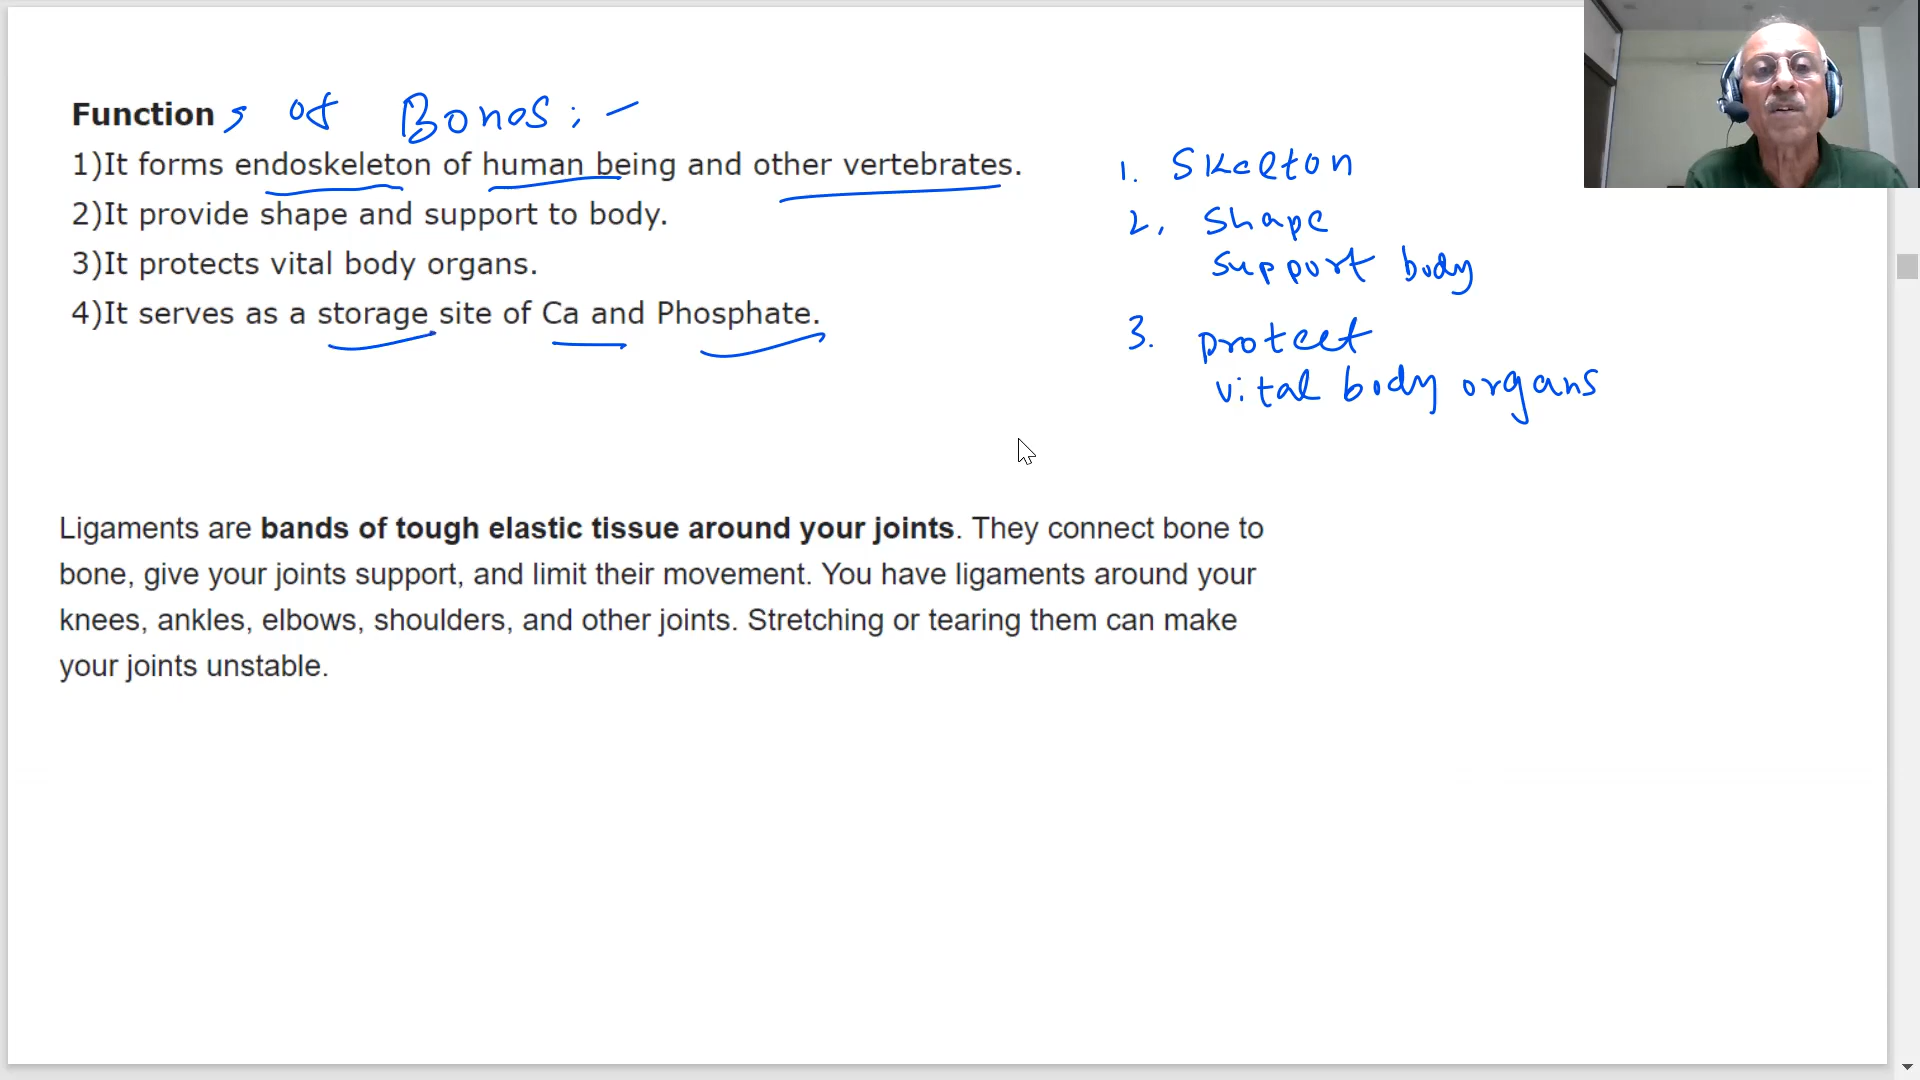 Functions of Bones:-
1)It forms endoskeleton of human being and other vertebrates.
2)It provide shape and support to body.
3)It protects vital body organs.
4)It serves as a storage site of Ca and Phosphate.
1. Skelton
2. Shape
support body
3. protect
vital body organs
Ligaments are bands of tough elastic tissue around your joints. They connect bone to
bone, give your joints support, and limit their movement. You have ligaments around your
knees, ankles, elbows, shoulders, and other joints. Stretching or tearing them can make
your joints unstable.